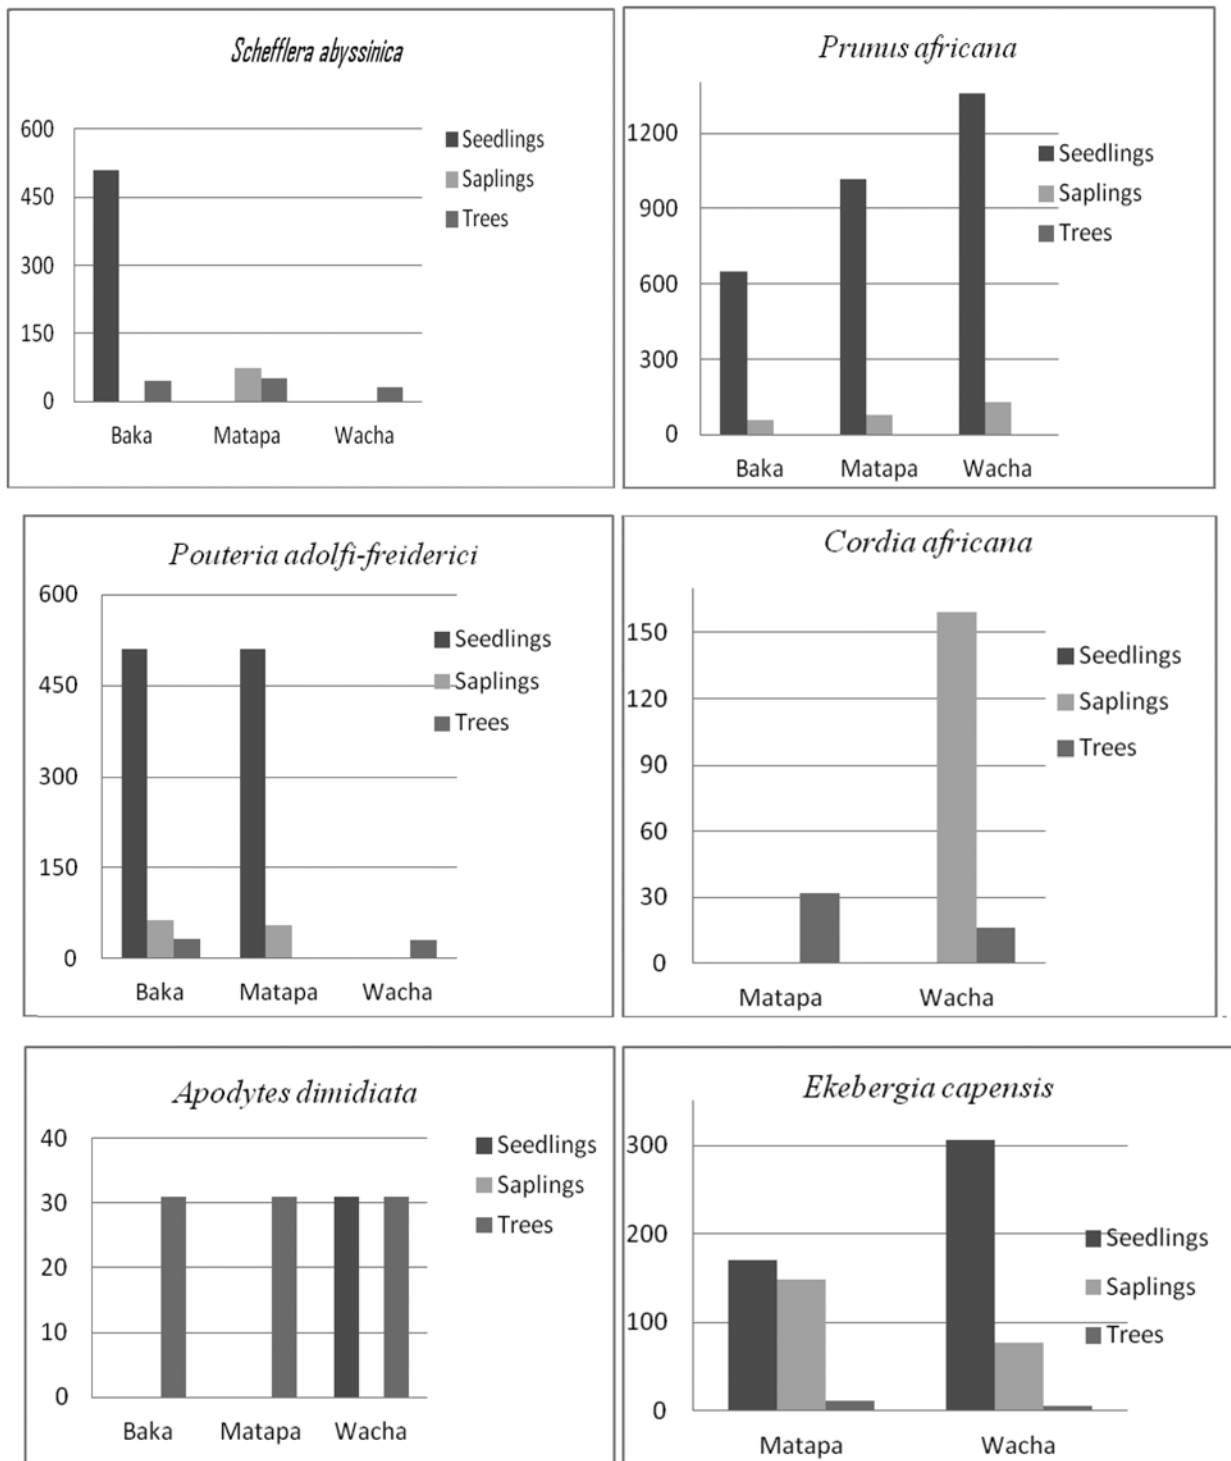 Schefflera abyssinica
600
450
300
150
0
Baka Matapa Wacha
Seedlings
Saplings
Trees
Prunus africana
1200
900
600
300
0
Baka Matapa Wacha
Seedlings
Saplings
Trees
Pouteria adolfi-freiderici
600
450
300
150
0
Baka Matapa Wacha
Seedlings
Saplings
Trees
Cordia africana
150
120
90
60
30
0
Matapa Wacha
Seedlings
Saplings
Trees
Apodytes dimidiata
40
30
20
10
0
Baka Matapa Wacha
Seedlings
Saplings
Trees
Ekebergia capensis
300
200
100
0
Matapa Wacha
Seedlings
Saplings
Trees